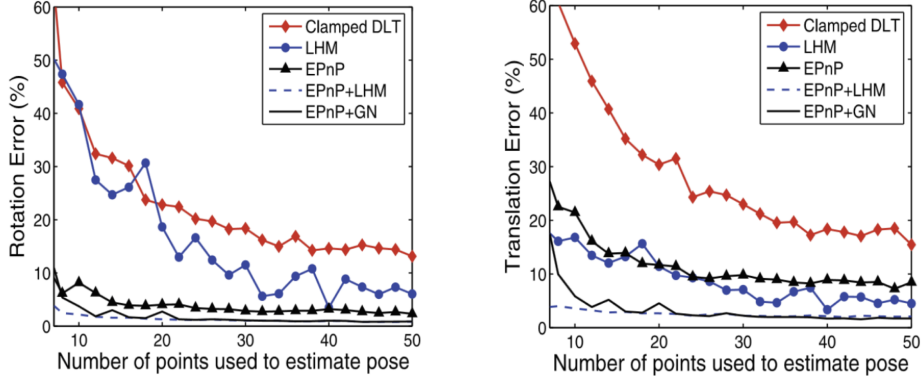 60
50
40
30
20
10
0
10
20
30
40
50
Rotation Error (%)
Number of points used to estimate pose
Clamped DLT
LHM
EPnP
EPnP+LHM
EPnP+GN
60
50
40
30
20
10
0
10
20
30
40
50
Translation Error (%)
Number of points used to estimate pose
Clamped DLT
LHM
EPnP
EPnP+LHM
EPnP+GN